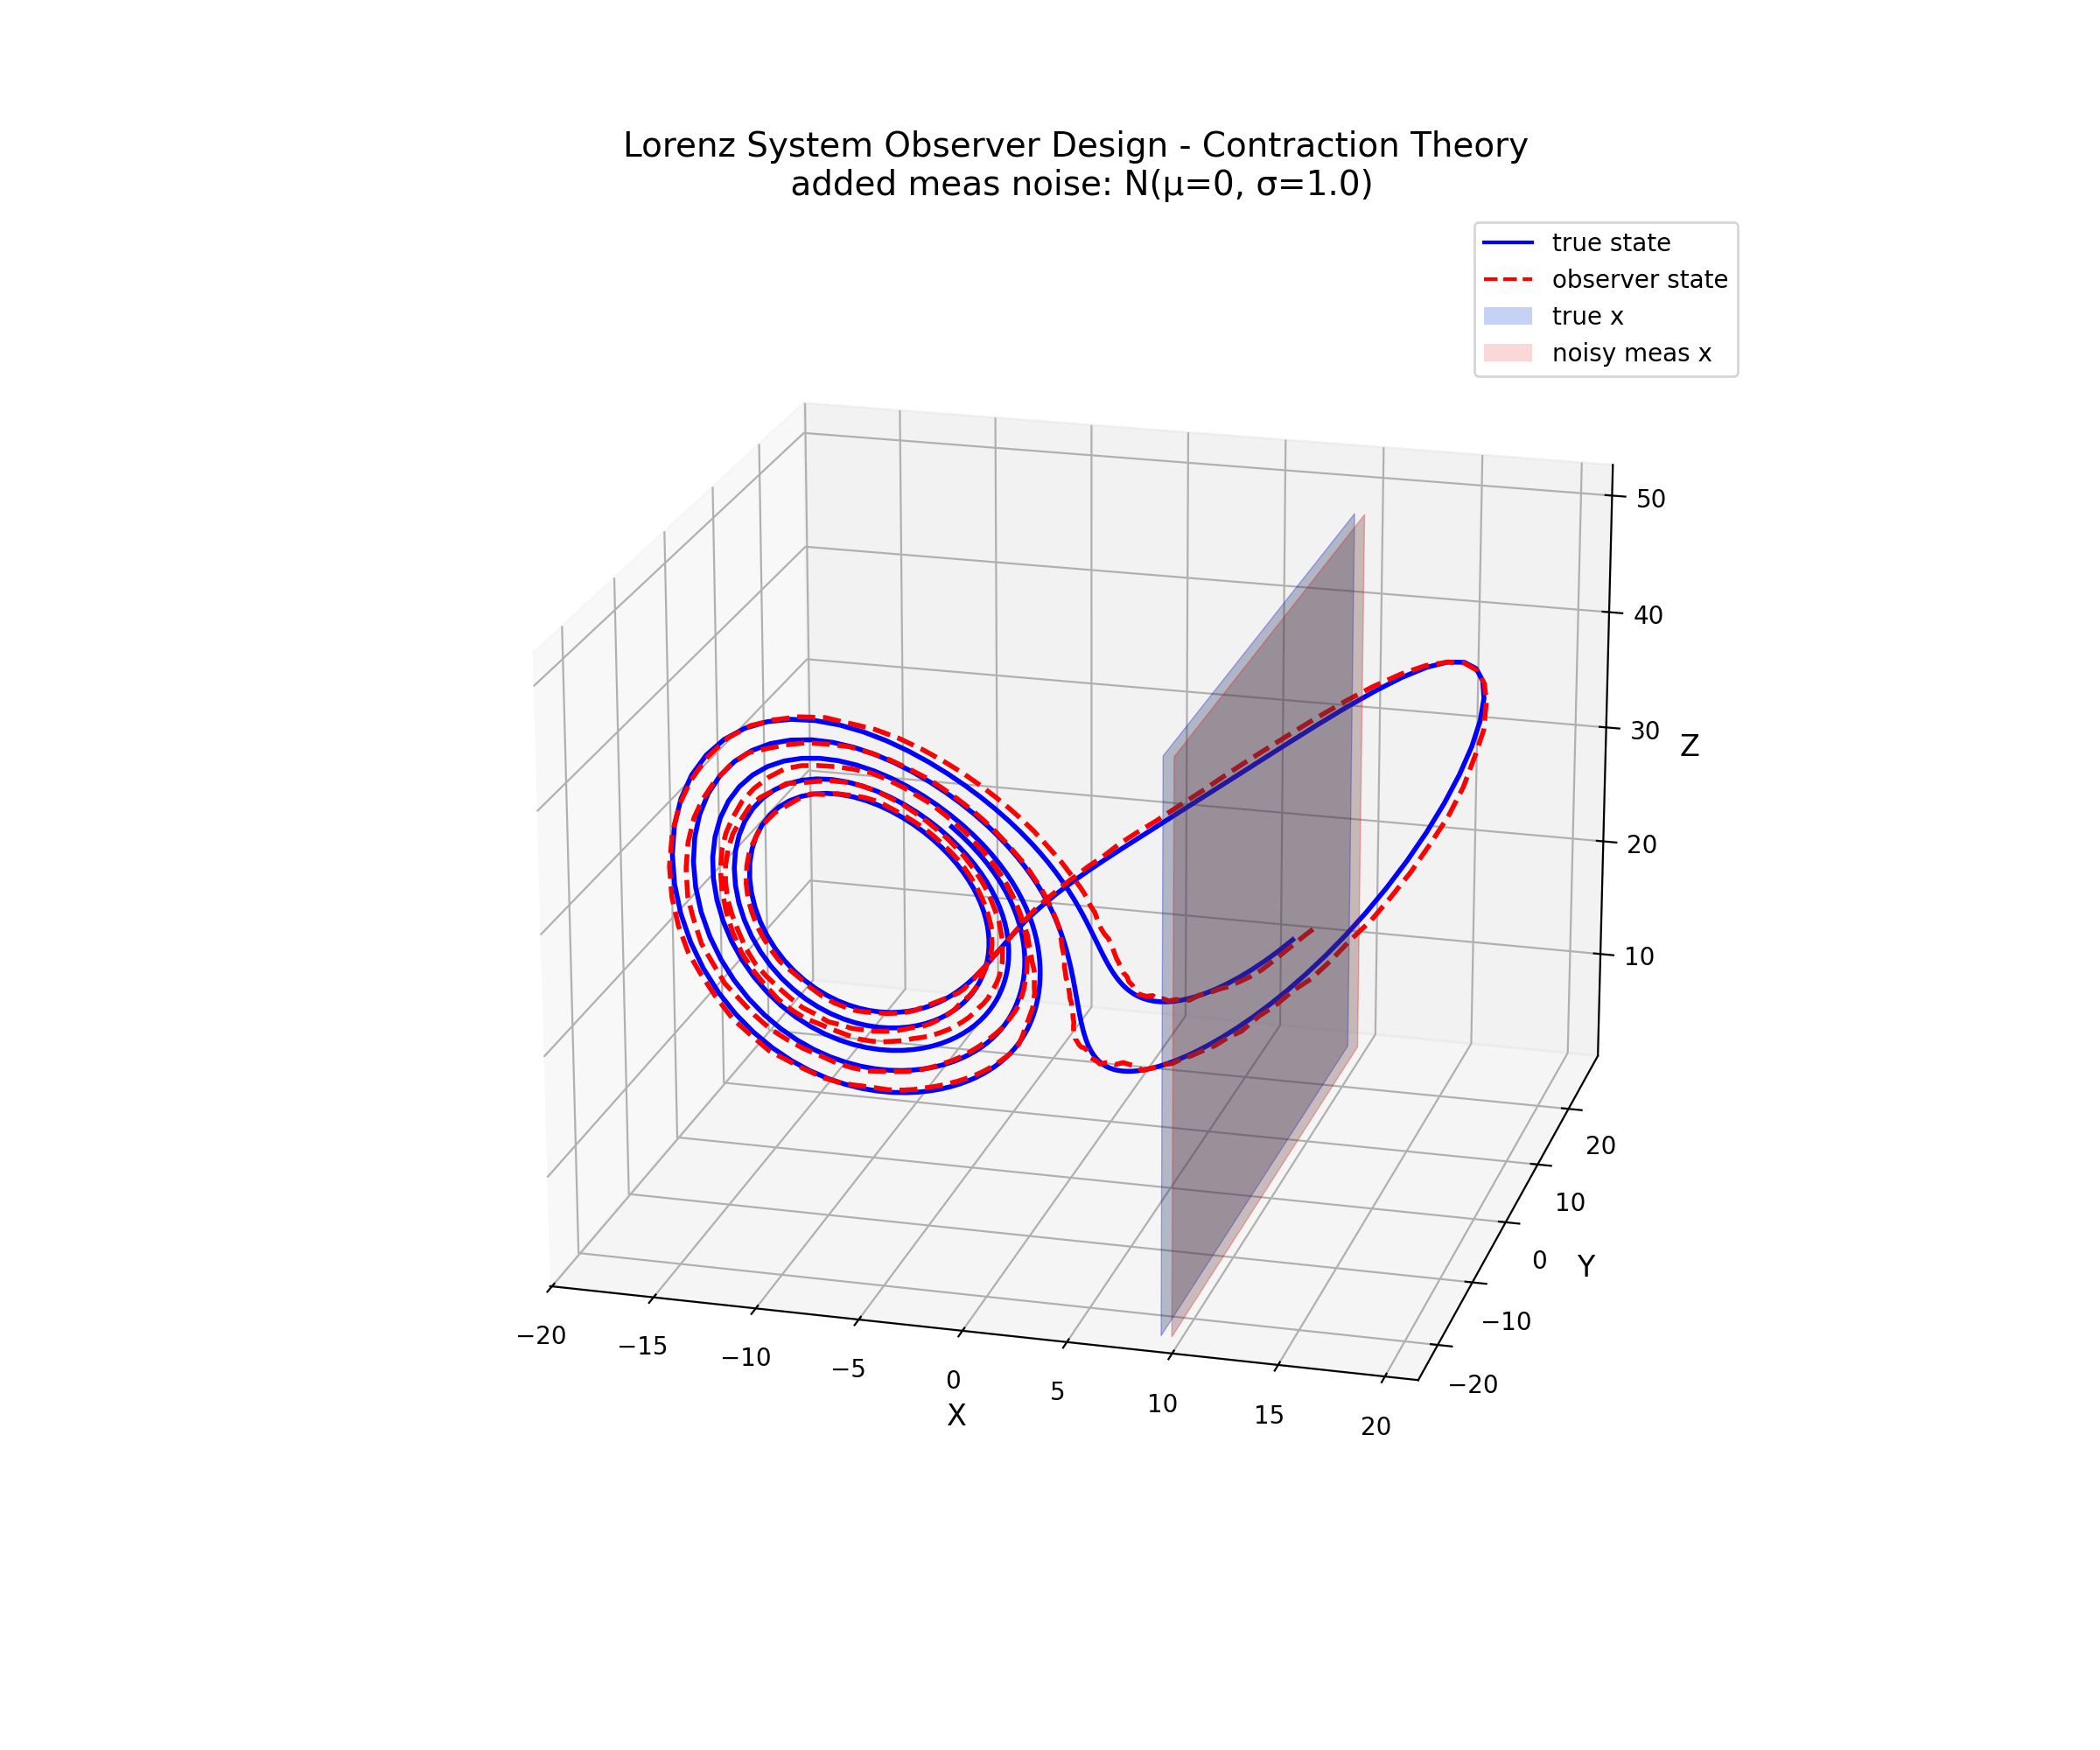 Lorenz System Observer Design - Contraction Theory
added meas noise: N(μ=0, σ=1.0)
true state
observer state
true x
noisy meas x
50
40
30
Z
20
10
20
10
0
Y
−10
−20
−20
−15
−10
−5
0
5
10
15
20
X